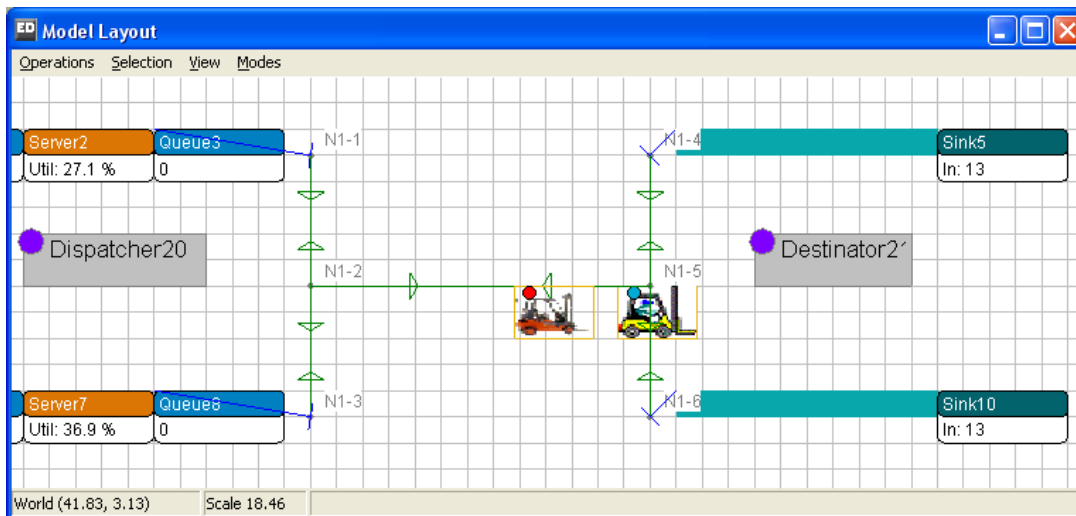 ED Model Layout
Operations Selection View Modes
Server2 Queue3 N1-1 N1-4 Sink5
Util: 27.1 % 0 In: 13
Dispatcher20 Destinator21
N1-2 N1-5
Server7 Queue8 N1-3 N1-6 Sink10
Util: 36.9 % 0 In: 13
World (41.83, 3.13) Scale 18.46